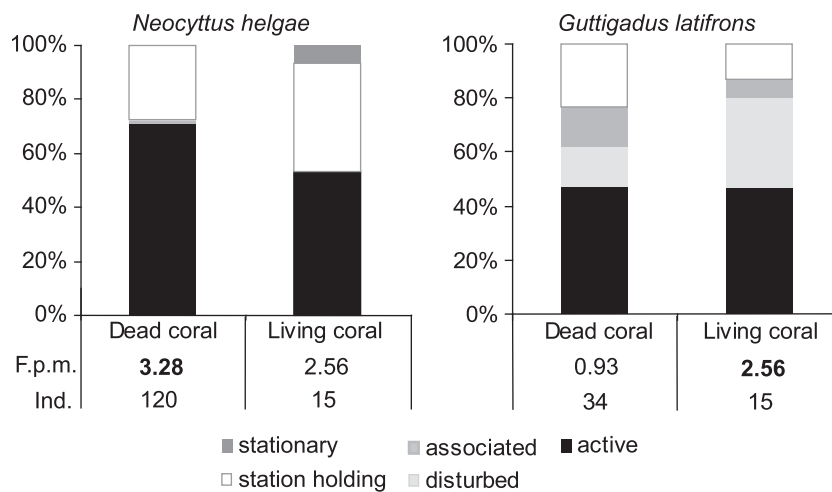 Neocyttus helgae
Guttigadus latifrons
100%
80%
60%
40%
20%
0%
100%
80%
60%
40%
20%
0%
Dead coral Living coral
Dead coral Living coral
F.p.m. 3.28 2.56
0.93 2.56
Ind. 120 15
34 15
stationary associated active
station holding disturbed